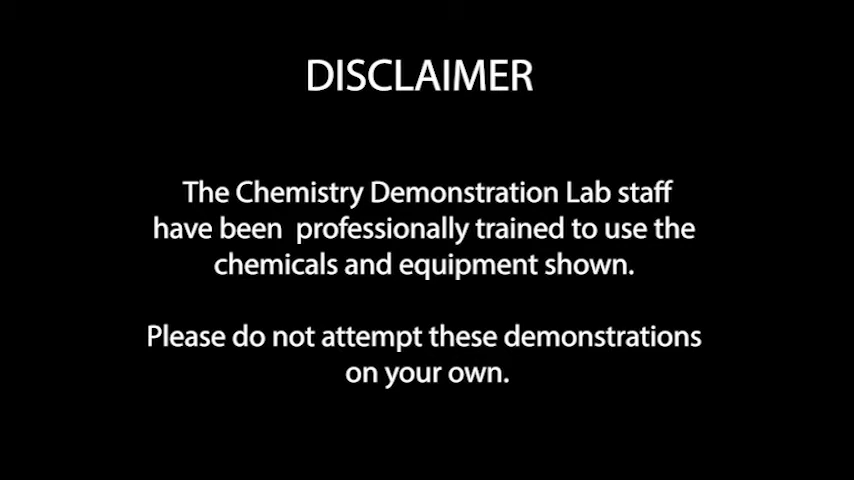 DISCLAIMER
The Chemistry Demonstration Lab staff
have been  professionally trained to use the
chemicals and equipment shown.
Please do not attempt these demonstrations
on your own.